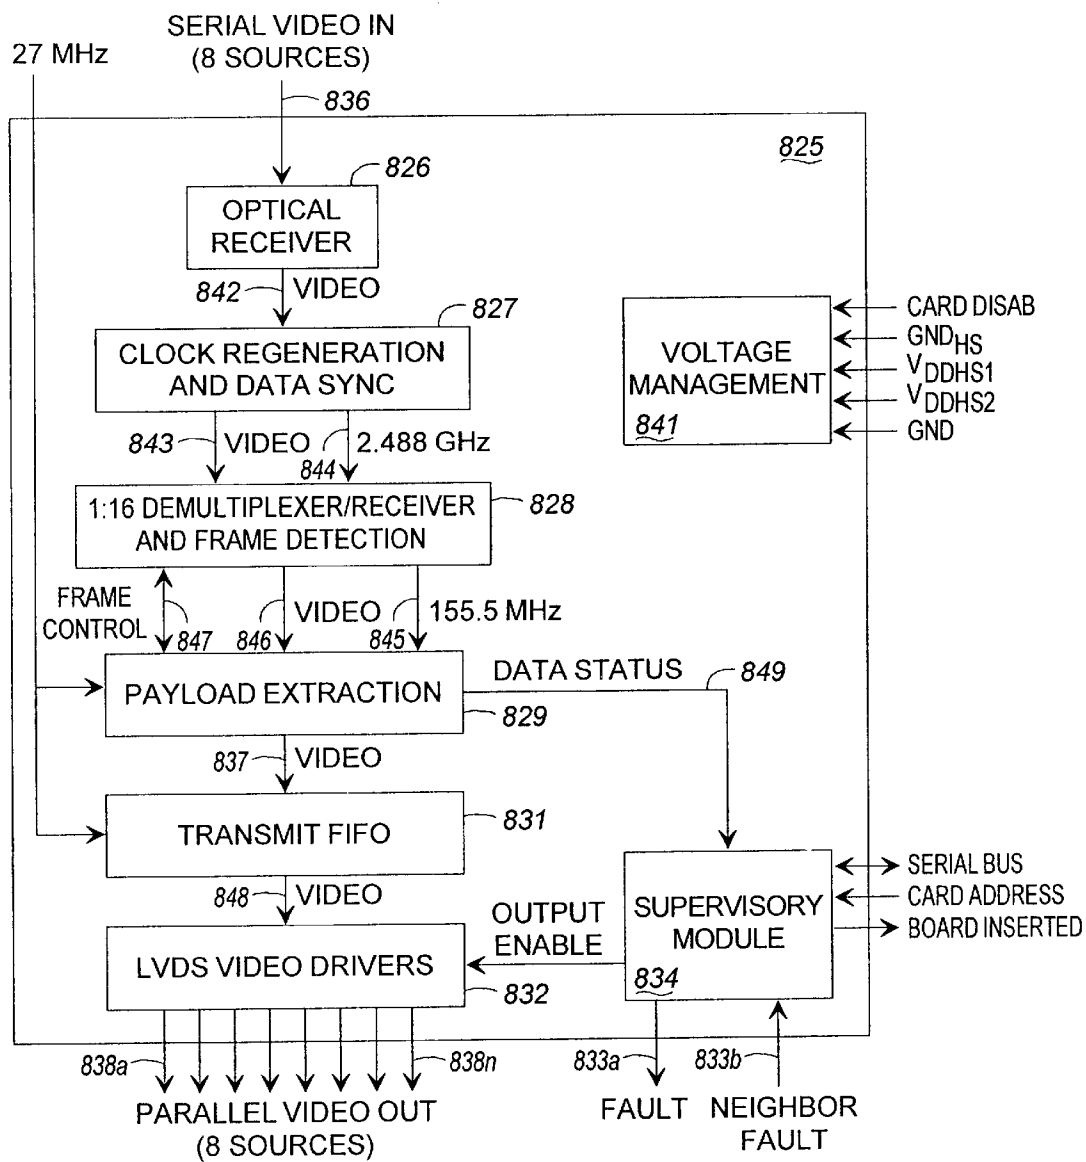 SERIAL VIDEO IN
(8 SOURCES)
27 MHz
836
825
826
OPTICAL
RECEIVER
842
VIDEO
827
CLOCK REGENERATION
AND DATA SYNC
CARD DISAB
GNDHS
VDDHS1
VDDHS2
GND
VOLTAGE
MANAGEMENT
841
843
VIDEO
844
2.488 GHz
1:16 DEMULTIPLEXER/RECEIVER
AND FRAME DETECTION
828
FRAME
CONTROL
847
846
VIDEO
845
155.5 MHz
PAYLOAD EXTRACTION
829
DATA STATUS
849
837
VIDEO
TRANSMIT FIFO
831
848
VIDEO
LVDS VIDEO DRIVERS
832
OUTPUT
ENABLE
SUPERVISORY
MODULE
834
SERIAL BUS
CARD ADDRESS
BOARD INSERTED
838a
838n
833a
833b
PARALLEL VIDEO OUT
(8 SOURCES)
FAULT
NEIGHBOR
FAULT